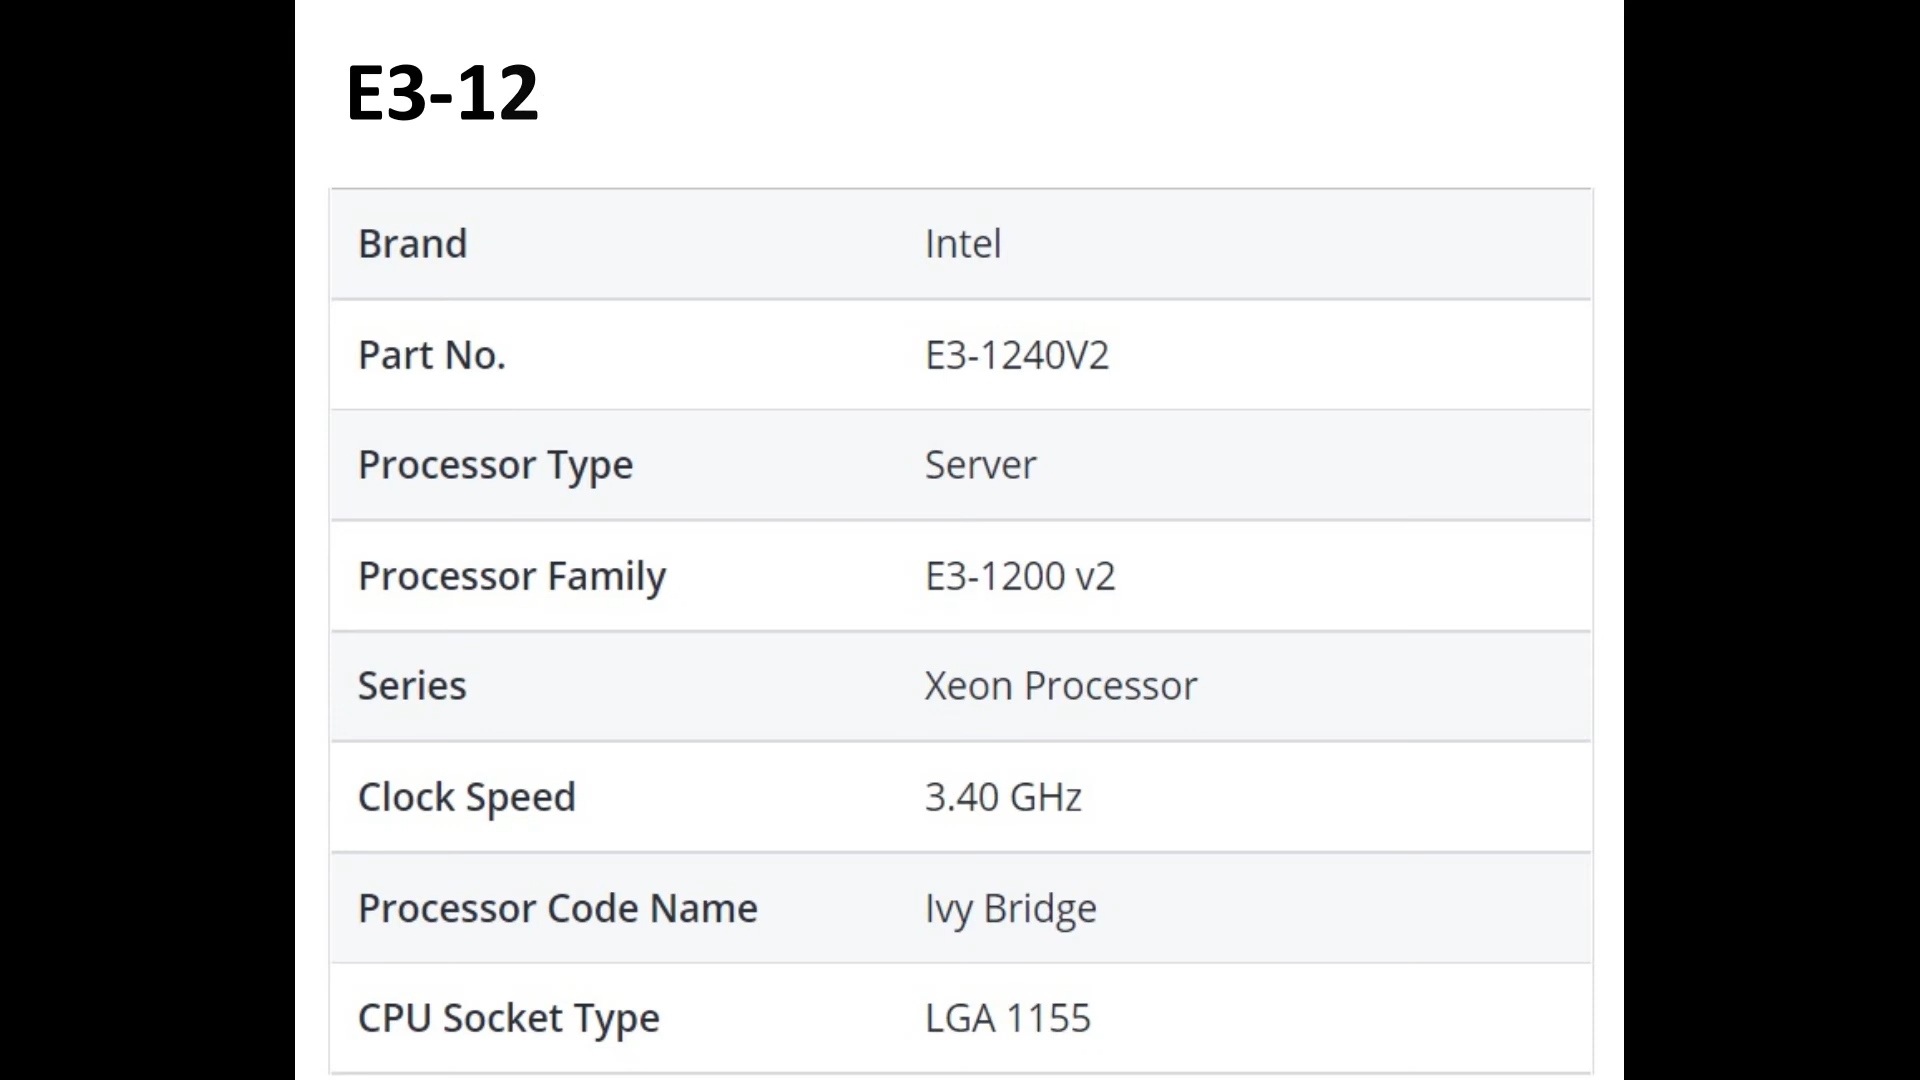 E3-12
Brand Intel
Part No. E3-1240V2
Processor Type Server
Processor Family E3-1200 v2
Series Xeon Processor
Clock Speed 3.40 GHz
Processor Code Name Ivy Bridge
CPU Socket Type LGA 1155